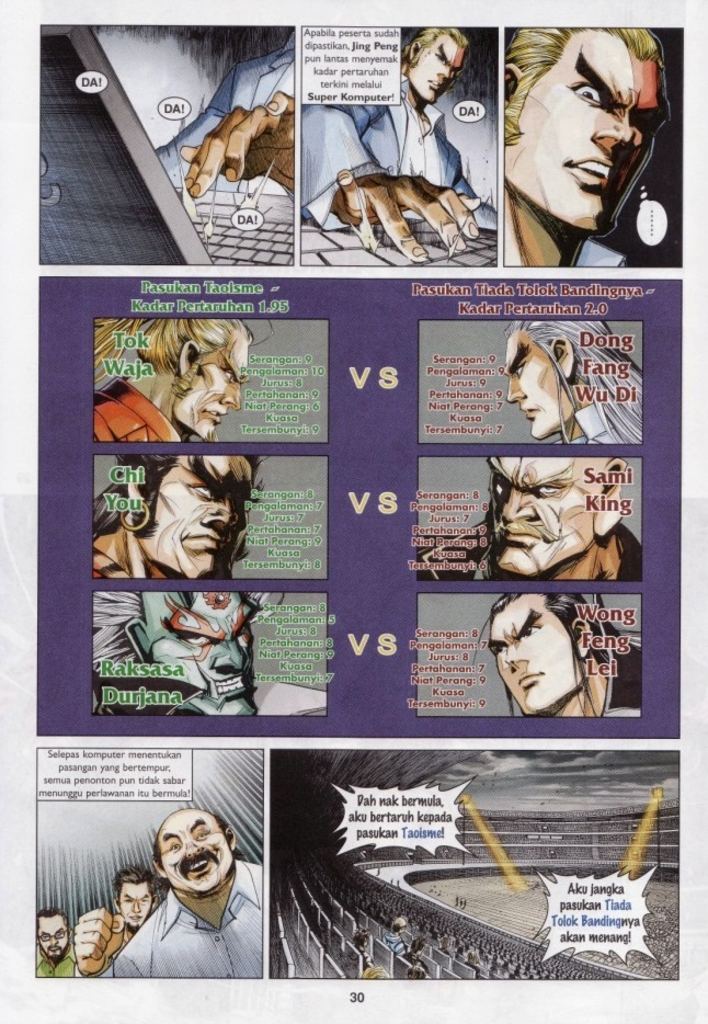 DA!
DA!
DA!
Apabila peserta sudah
dipastikan, Jing Peng
pun lantas menyemak
kadar pertaruhan
terkini melalui
Super Komputer!
DA!
.......
Pasukan Taoisme -
Kadar Pertaruhan 1.95
Pasukan Tiada Tolok Bandingnya -
Kadar Pertaruhan 2.0
Tok
Waja
Serangan: 9
Pengalaman: 10
Jurus: 8
Pertahanan: 9
Niat Perang: 6
Kuasa
Tersembunyi: 9
VS
Serangan: 9
Pengalaman: 9
Jurus: 9
Pertahanan: 9
Niat Perang: 7
Kuasa
Tersembunyi: 7
Dong
Fang
Wu Di
Chi
You
Serangan: 8
Pengalaman: 7
Jurus: 7
Pertahanan: 7
Niat Perang: 9
Kuasa
Tersembunyi: 8
VS
Serangan: 8
Pengalaman: 8
Jurus: 7
Pertahanan: 9
Niat Perang: 8
Kuasa
Tersembunyi: 6
Sami
King
Raksasa
Durjana
Serangan: 8
Pengalaman: 5
Jurus: 8
Pertahanan: 8
Niat Perang: 9
Kuasa
Tersembunyi: 7
VS
Serangan: 8
Pengalaman: 7
Jurus: 8
Pertahanan: 7
Niat Perang: 9
Kuasa
Tersembunyi: 9
Wong
Feng
Lei
Selepas komputer menentukan
pasangan yang bertempur,
semua penonton pun tidak sabar
menunggu perlawanan itu bermula!
Dah nak bermula,
aku bertaruh kepada
pasukan Taoisme!
Aku jangka
pasukan Tiada
Tolok Bandingnya
akan menang!
30